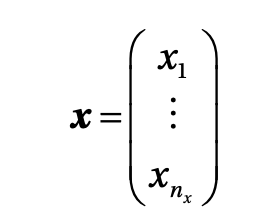 x = ( x₁
⋮
xₙₓ )